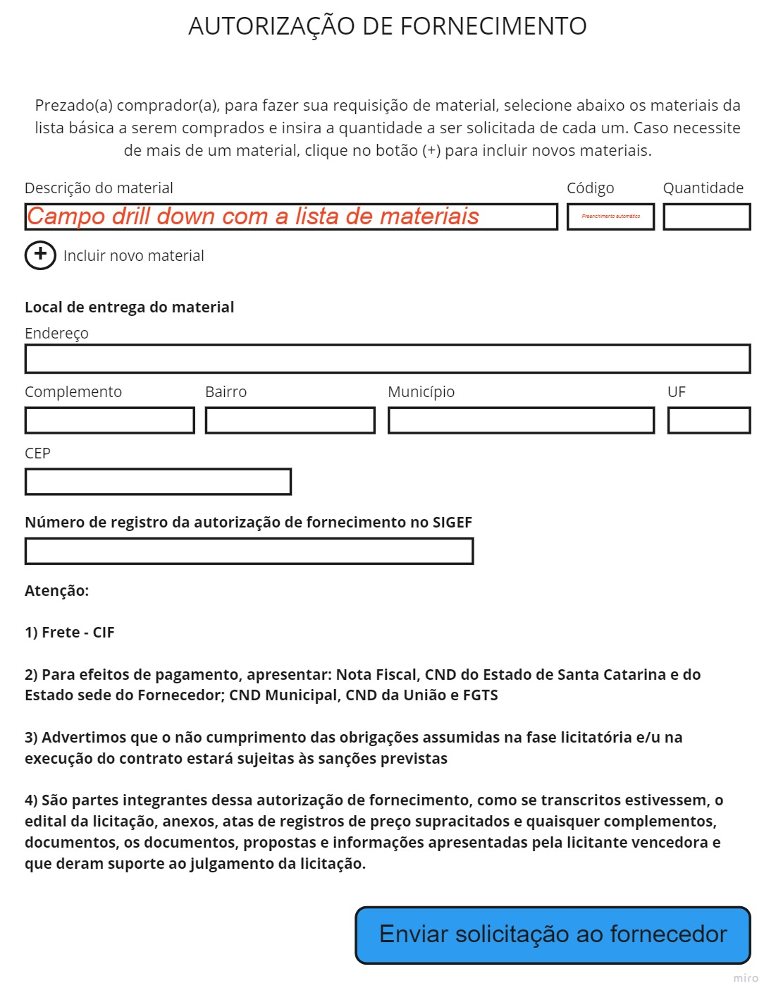 AUTORIZAÇÃO DE FORNECIMENTO
Prezado(a) comprador(a), para fazer sua requisição de material, selecione abaixo os materiais da
lista básica a serem comprados e insira a quantidade a ser solicitada de cada um. Caso necessite
de mais de um material, clique no botão (+) para incluir novos materiais.
Descrição do material Código Quantidade
Campo drill down com a lista de materiais Preenchimento automático
+ Incluir novo material
Local de entrega do material
Endereço
Complemento Bairro Município UF
CEP
Número de registro da autorização de fornecimento no SIGEF
Atenção:
1) Frete - CIF
2) Para efeitos de pagamento, apresentar: Nota Fiscal, CND do Estado de Santa Catarina e do
Estado sede do Fornecedor; CND Municipal, CND da União e FGTS
3) Advertimos que o não cumprimento das obrigações assumidas na fase licitatória e/u na
execução do contrato estará sujeitas às sanções previstas
4) São partes integrantes dessa autorização de fornecimento, como se transcritos estivessem, o
edital da licitação, anexos, atas de registros de preço supracitados e quaisquer complementos,
documentos, os documentos, propostas e informações apresentadas pela licitante vencedora e
que deram suporte ao julgamento da licitação.
Enviar solicitação ao fornecedor
miro